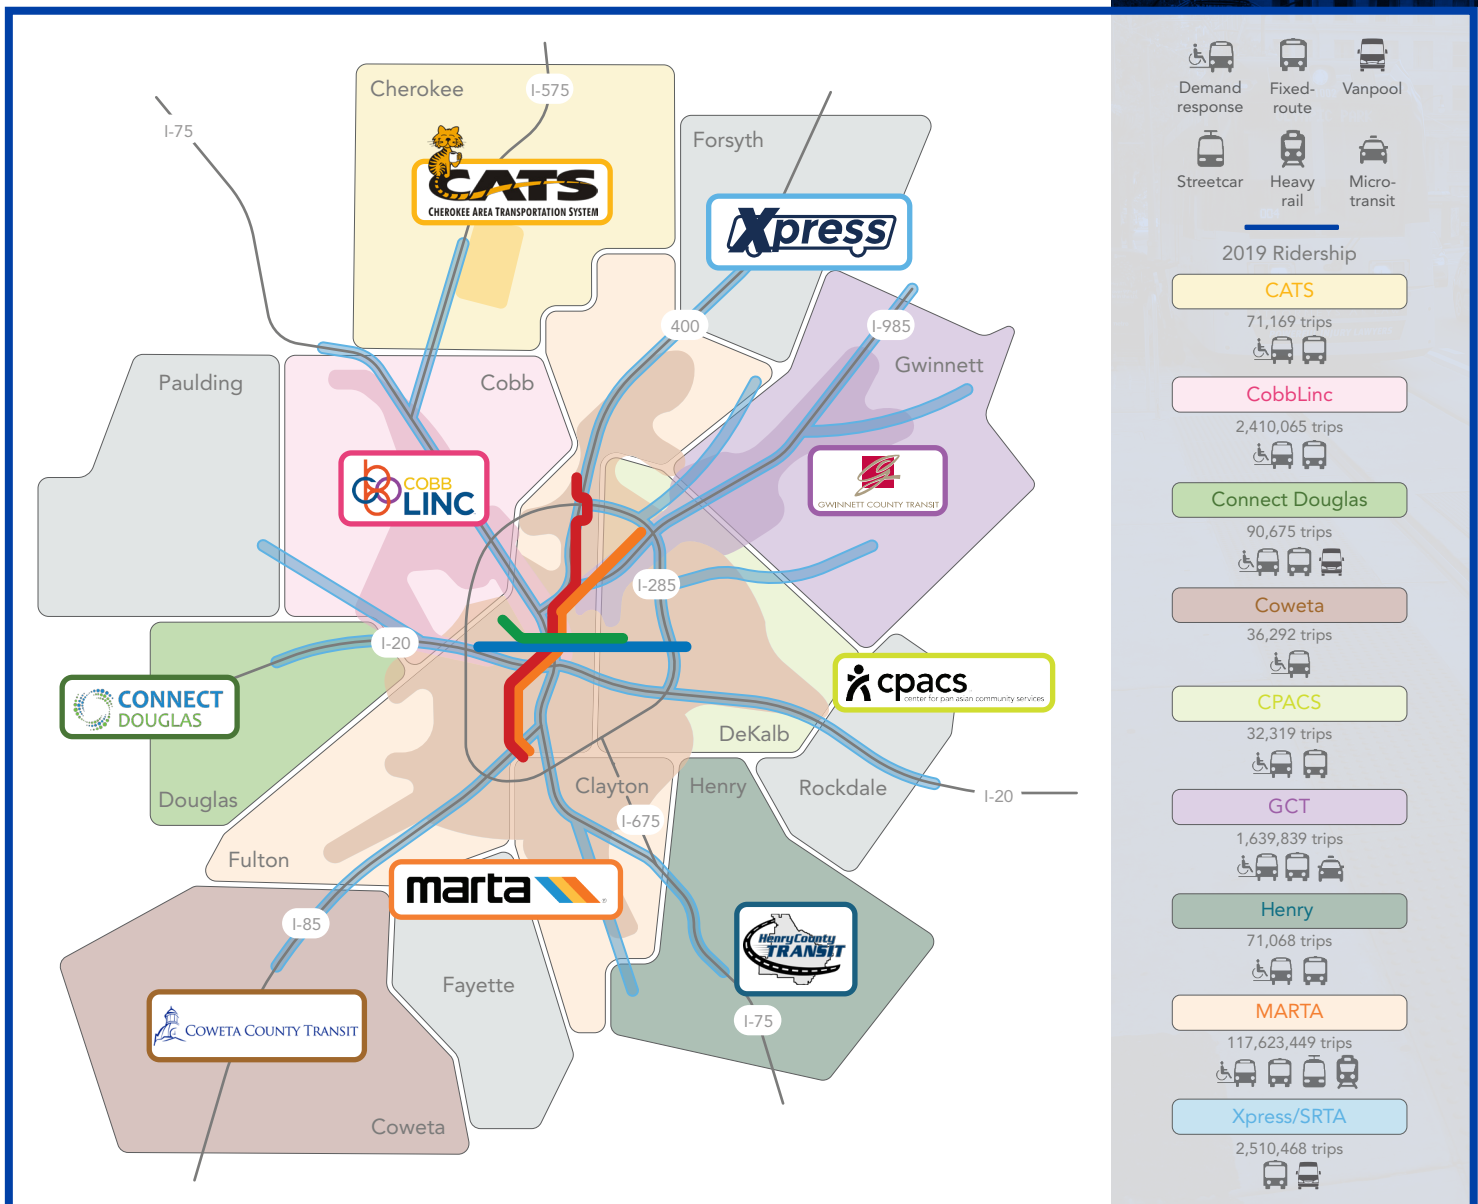 Cherokee
I-575
I-75
CATS
CHEROKEE AREA TRANSPORTATION SYSTEM
Forsyth
Xpress
400
I-985
Gwinnett
Paulding
Cobb
COBB
LINC
GWINNETT COUNTY TRANSIT
I-285
I-20
CONNECT
DOUGLAS
cpacs
center for pan asian community services
DeKalb
Douglas
Clayton
Henry
Rockdale
I-20
I-675
Fulton
marta
I-85
Henry County
TRANSIT
Fayette
COWETA COUNTY TRANSIT
I-75
Coweta
Demand
response
Fixed-
route
Vanpool
Streetcar
Heavy
rail
Micro-
transit
2019 Ridership
CATS
71,169 trips
CobbLinc
2,410,065 trips
Connect Douglas
90,675 trips
Coweta
36,292 trips
CPACS
32,319 trips
GCT
1,639,839 trips
Henry
71,068 trips
MARTA
117,623,449 trips
Xpress/SRTA
2,510,468 trips